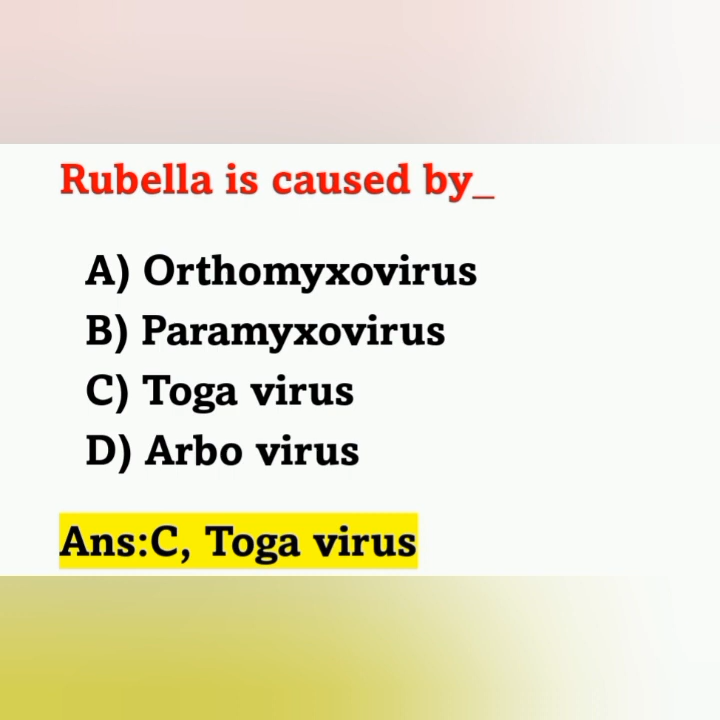 Rubella is caused by_
A) Orthomyxovirus
B) Paramyxovirus
C) Toga virus
D) Arbo virus
Ans:C, Toga virus